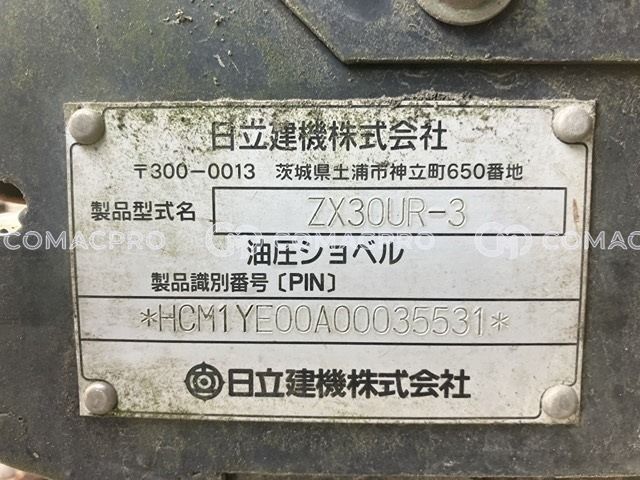 日立建機株式会社
〒300-0013 茨城県土浦市神立町650番地
製品型式名 ZX30UR-3
油圧ショベル
製品識別番号〔PIN〕
*HCM1YE00A00035531*
日立建機株式会社
COMACPRO COMACPRO COMACPRO